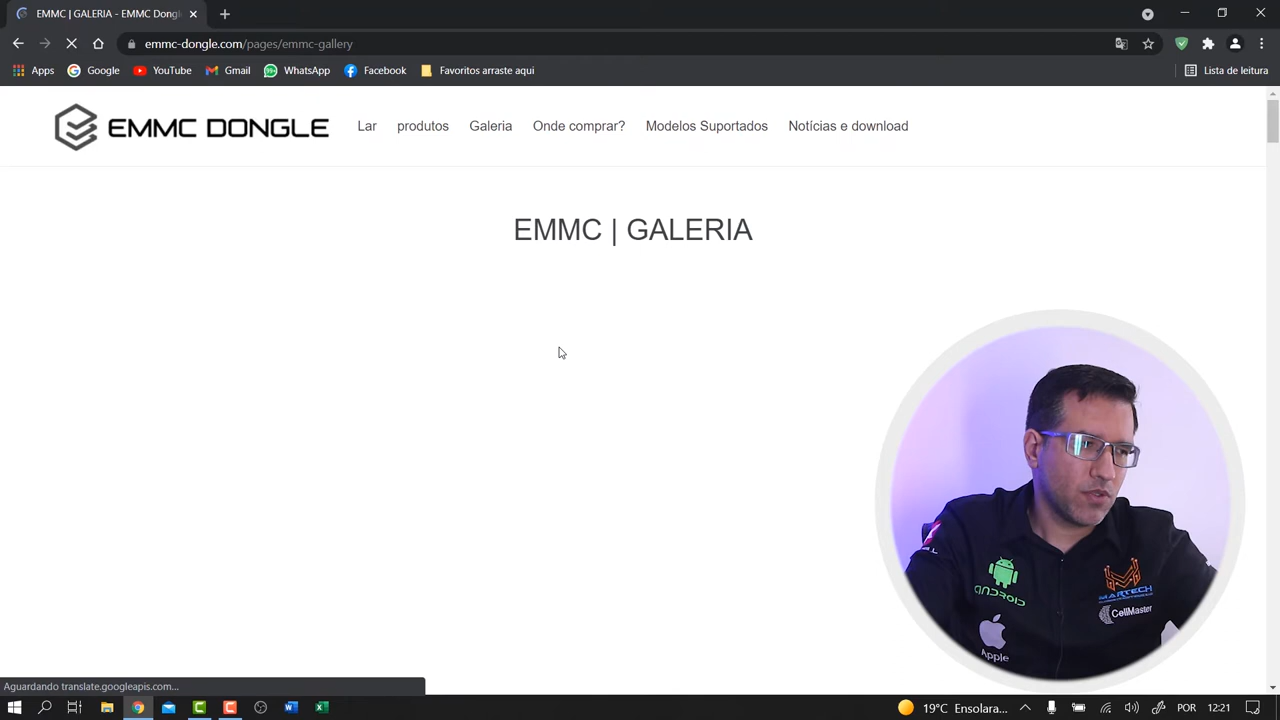 EMMC | GALERIA - EMMC Dongl
emmc-dongle.com/pages/emmc-gallery
Apps Google YouTube Gmail WhatsApp Facebook Favoritos arraste aqui Lista de leitura
EMMC DONGLE Lar produtos Galeria Onde comprar? Modelos Suportados Notícias e download
EMMC | GALERIA
ANDROID
MARTECH
CellMaster
Apple
Aguardando translate.googleapis.com...
19°C Ensolara... POR 12:21